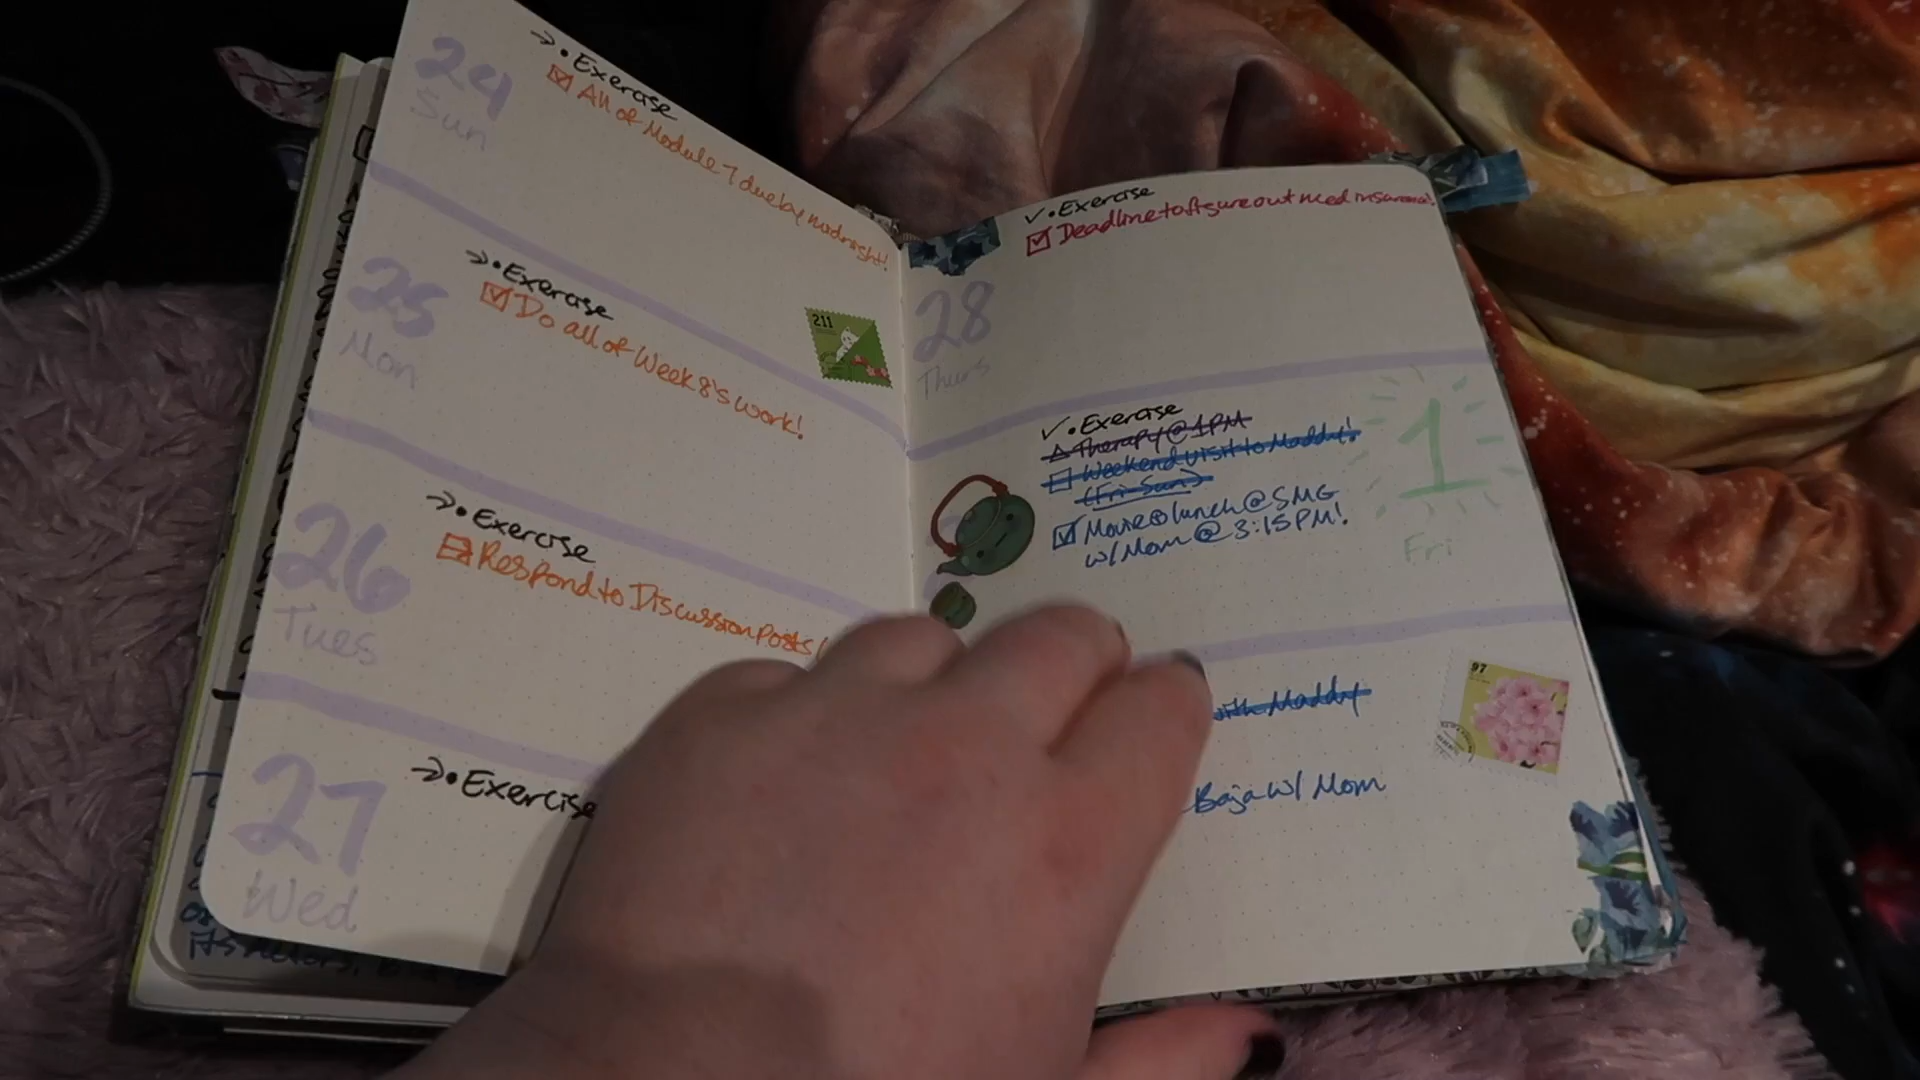 24
Sun
→ • Exercise
☑ All of Module 7 due by midnight!
25
Mon
→ • Exercise
☑ Do all of Week 8's work!
211
26
Tues
→ • Exercise
Respond to Discussion Posts (
27
Wed
→ • Exercise
✓ • Exercise
☑ Deadline to figure out med insurance!
28
Thurs
✓ • Exercise
Therapy @ 1PM
Weekend visit to Maddy!
(Fri-Sun)
☑ Movie & lunch @ SMG
w/ Mom @ 3:15PM!
1
Fri
with Maddy
Baja w/ Mom
97